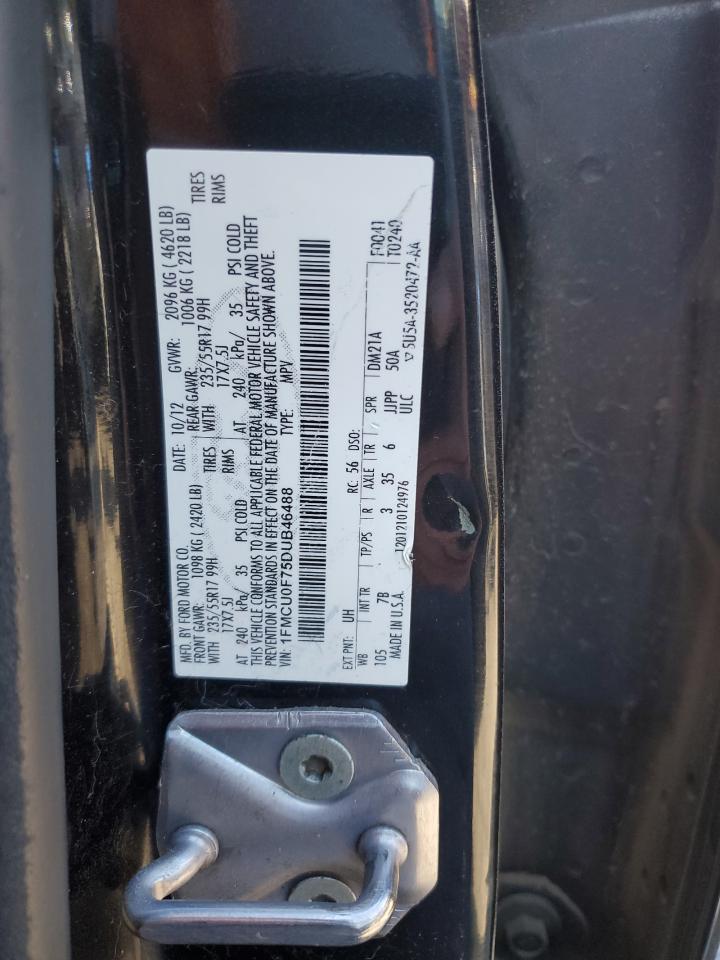 MFD. BY FORD MOTOR CO. DATE: 10/12 GVWR: 2096 KG ( 4620 LB)
FRONT GAWR: 1098 KG ( 2420 LB) REAR GAWR: 1006 KG ( 2218 LB)
WITH 235/55R17 99H TIRES WITH 235/55R17 99H TIRES
17X7.5J RIMS 17X7.5J RIMS
AT 240 kPa/ 35 PSI COLD AT 240 kPa/ 35 PSI COLD
THIS VEHICLE CONFORMS TO ALL APPLICABLE FEDERAL MOTOR VEHICLE SAFETY AND THEFT
PREVENTION STANDARDS IN EFFECT ON THE DATE OF MANUFACTURE SHOWN ABOVE.
VIN: 1FMCU0F75DUB46488 TYPE: MPV
EXT PNT: UH RC: 56 DSO: F0041
WB INT TR TP/PS R AXLE TR SPR DM21A T0240
105 7B 3 35 6 JJPP 50A
MADE IN U.S.A. 1201210124976 ULC 5U5A-3520472-AA